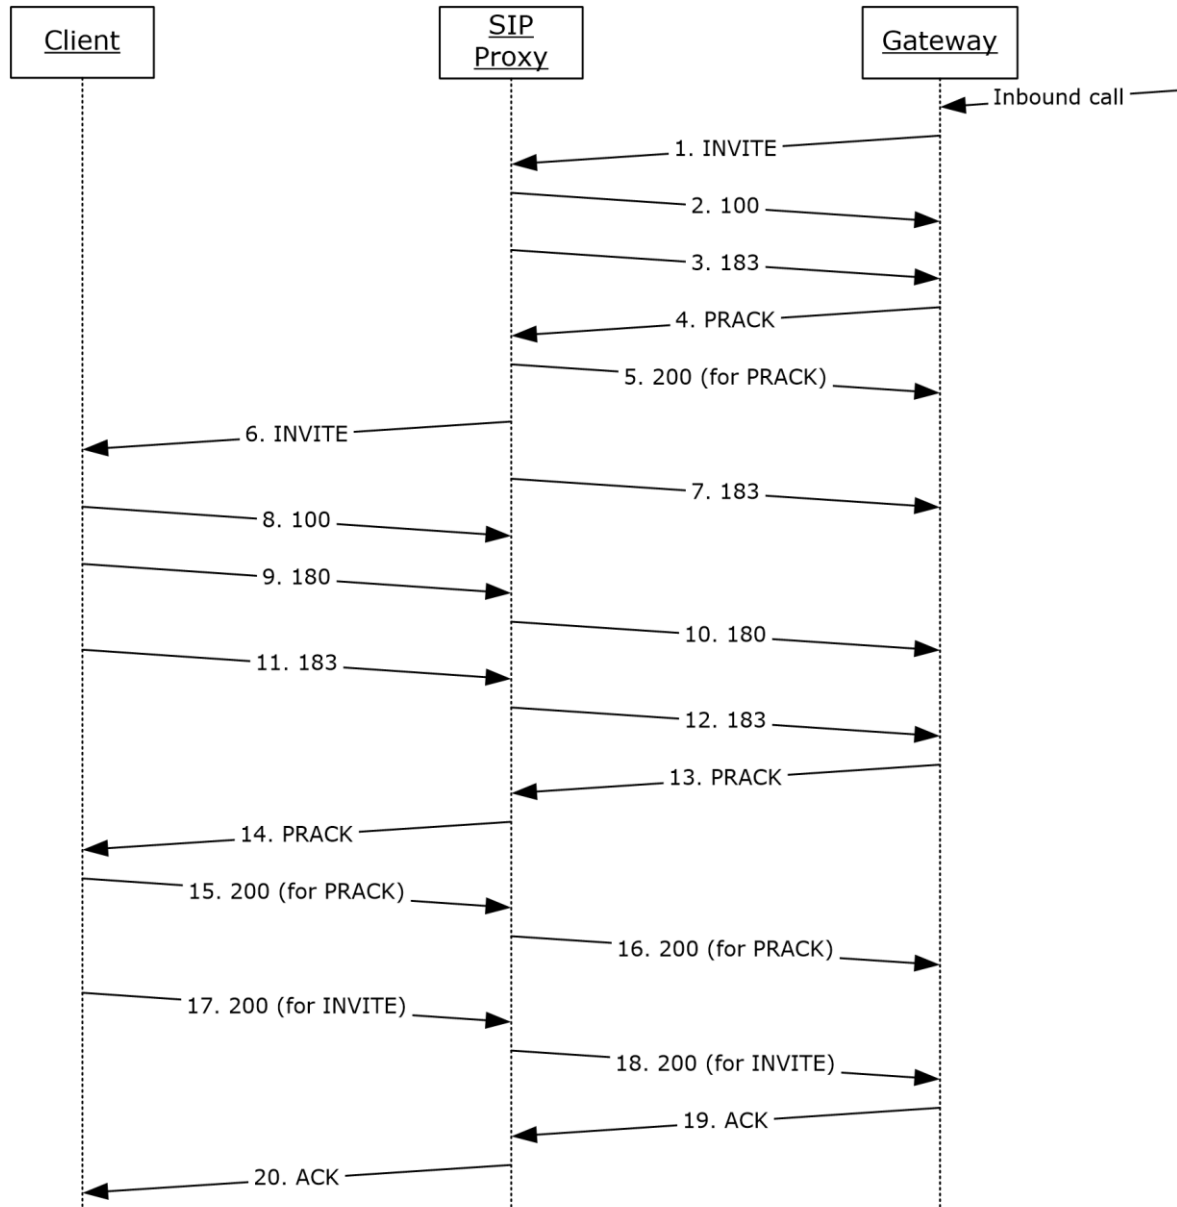 Client
SIP
Proxy
Gateway
Inbound call
1. INVITE
2. 100
3. 183
4. PRACK
5. 200 (for PRACK)
6. INVITE
7. 183
8. 100
9. 180
10. 180
11. 183
12. 183
13. PRACK
14. PRACK
15. 200 (for PRACK)
16. 200 (for PRACK)
17. 200 (for INVITE)
18. 200 (for INVITE)
19. ACK
20. ACK